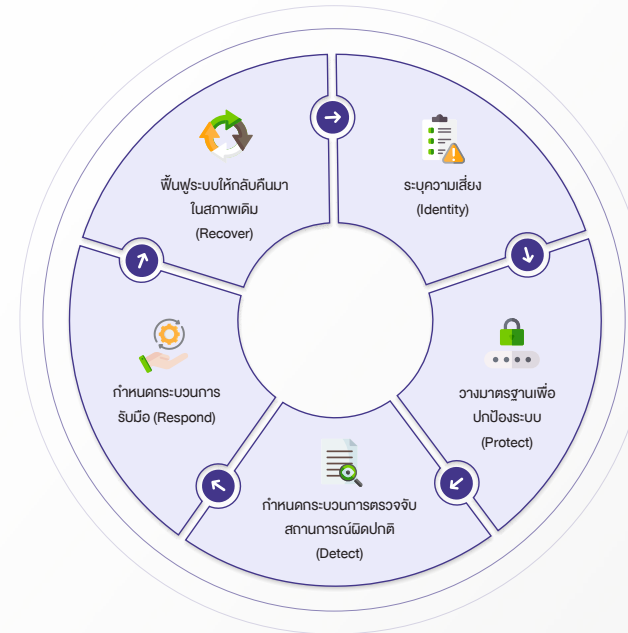 ระบุความเสี่ยง
(Identity)
วางมาตรฐานเพื่อ
ปกป้องระบบ
(Protect)
กำหนดกระบวนการตรวจจับ
สถานการณ์ผิดปกติ
(Detect)
กำหนดกระบวนการ
รับมือ (Respond)
ฟื้นฟูระบบให้กลับคืนมา
ในสภาพเดิม
(Recover)